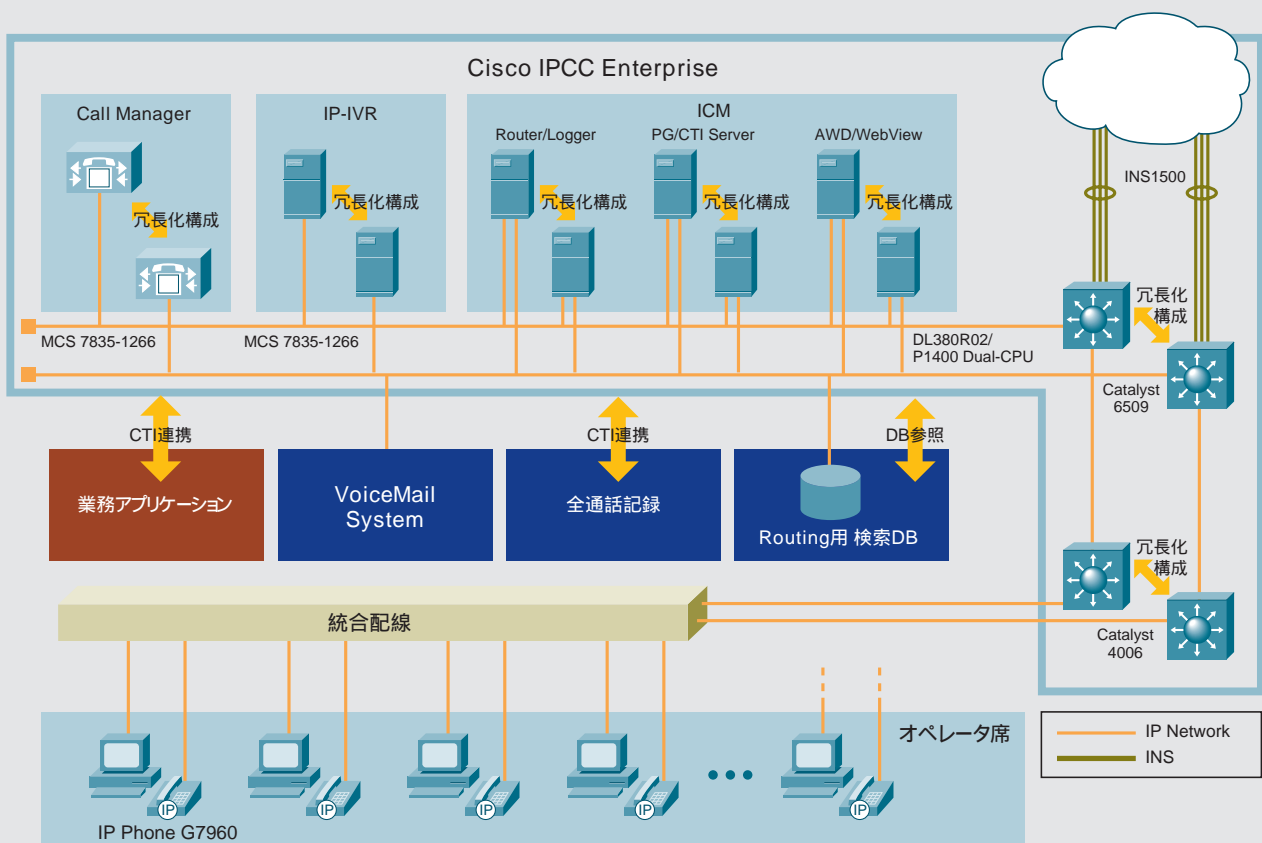 Cisco IPCC Enterprise
Call Manager
冗長化構成
MCS 7835-1266
IP-IVR
冗長化構成
MCS 7835-1266
ICM
Router/Logger
冗長化構成
PG/CTI Server
冗長化構成
AWD/WebView
冗長化構成
DL380R02/
P1400 Dual-CPU
INS1500
冗長化
構成
Catalyst
6509
CTI連携
CTI連携
DB参照
業務アプリケーション
VoiceMail
System
全通話記録
Routing用 検索DB
冗長化
構成
Catalyst
4006
統合配線
オペレータ席
IP
IP
IP
IP
IP
IP Phone G7960
IP Network
INS